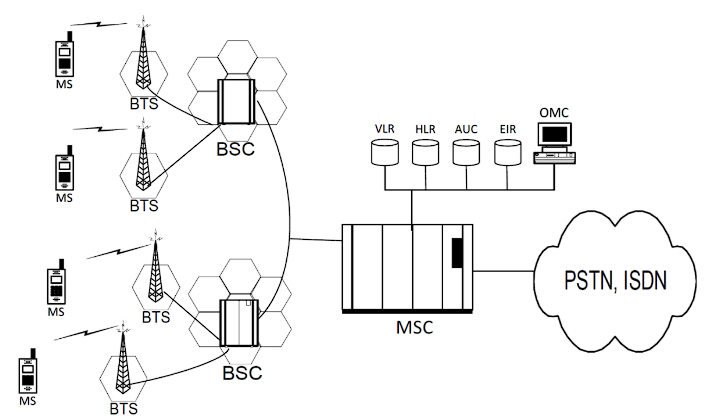 MS
BTS
BSC
MS
BTS
MS
BTS
BSC
MS
BTS
VLR
HLR
AUC
EIR
OMC
MSC
PSTN, ISDN